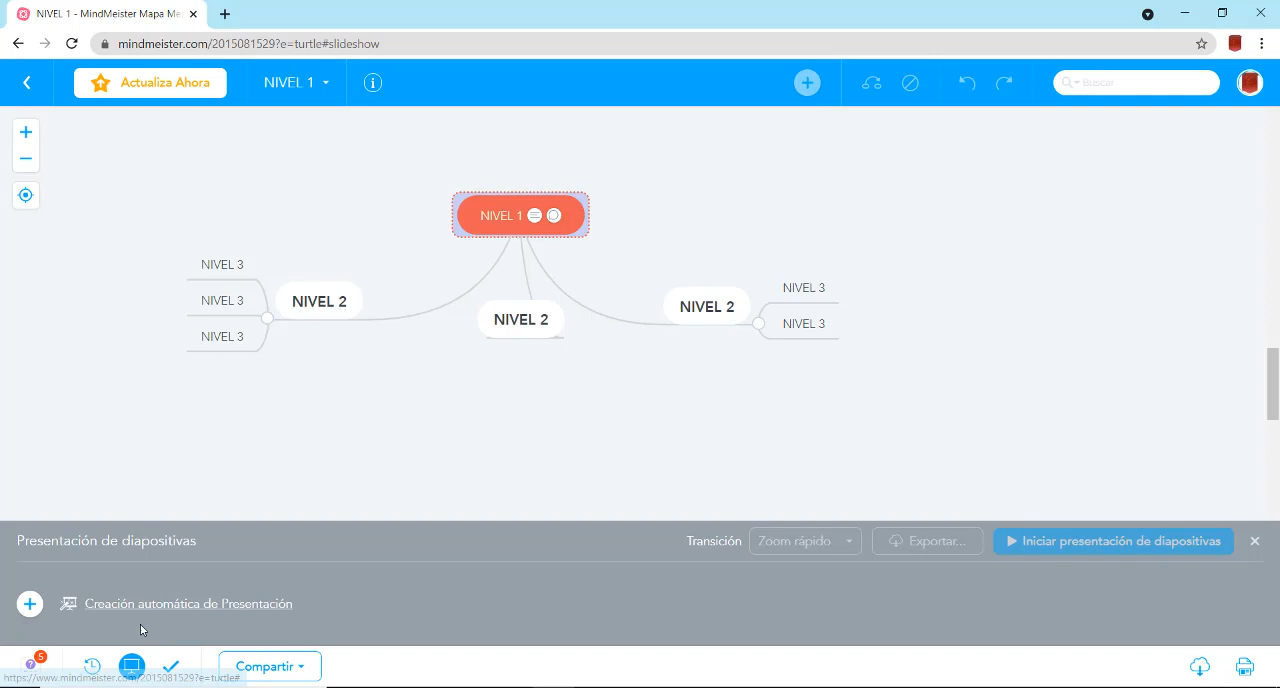 NIVEL 1 - MindMeister Mapa Me
mindmeister.com/2015081529?e=turtle#slideshow
Actualiza Ahora
NIVEL 1
Buscar
NIVEL 1
NIVEL 3
NIVEL 3
NIVEL 3
NIVEL 2
NIVEL 2
NIVEL 2
NIVEL 3
NIVEL 3
Presentación de diapositivas
Transición
Zoom rápido
Exportar...
Iniciar presentación de diapositivas
Creación automática de Presentación
5
Compartir
https://www.mindmeister.com/2015081529?e=turtle#